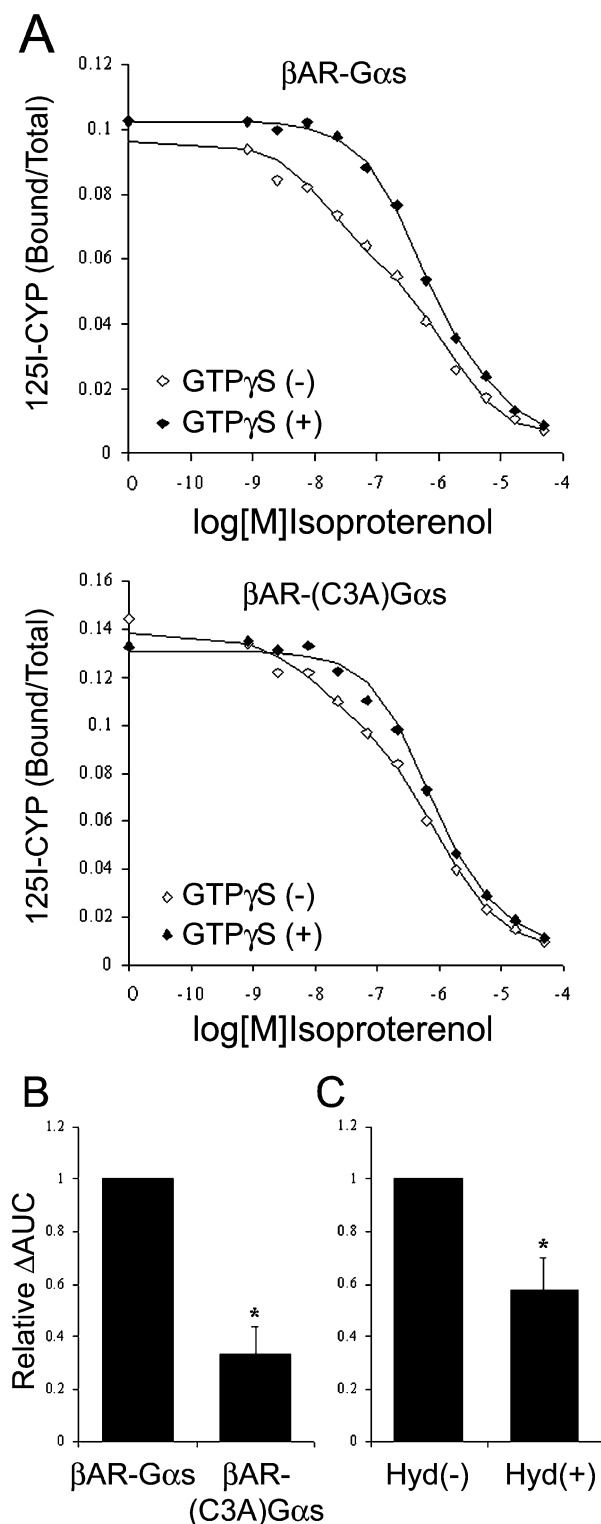 A
βAR-Gαs
0.12
0.1
0.08
0.06
0.04
0.02
0
125I-CYP (Bound/Total)
GTPγS (-)
GTPγS (+)
0 -10 -9 -8 -7 -6 -5 -4
log[M]Isoproterenol
βAR-(C3A)Gαs
0.16
0.14
0.12
0.1
0.08
0.06
0.04
0.02
0
125I-CYP (Bound/Total)
GTPγS (-)
GTPγS (+)
0 -10 -9 -8 -7 -6 -5 -4
log[M]Isoproterenol
B
1.2
1
0.8
0.6
0.4
0.2
0
Relative ΔAUC
*
βAR-Gαs
βAR-
(C3A)Gαs
C
1.2
1
0.8
0.6
0.4
0.2
0
*
Hyd(-)
Hyd(+)